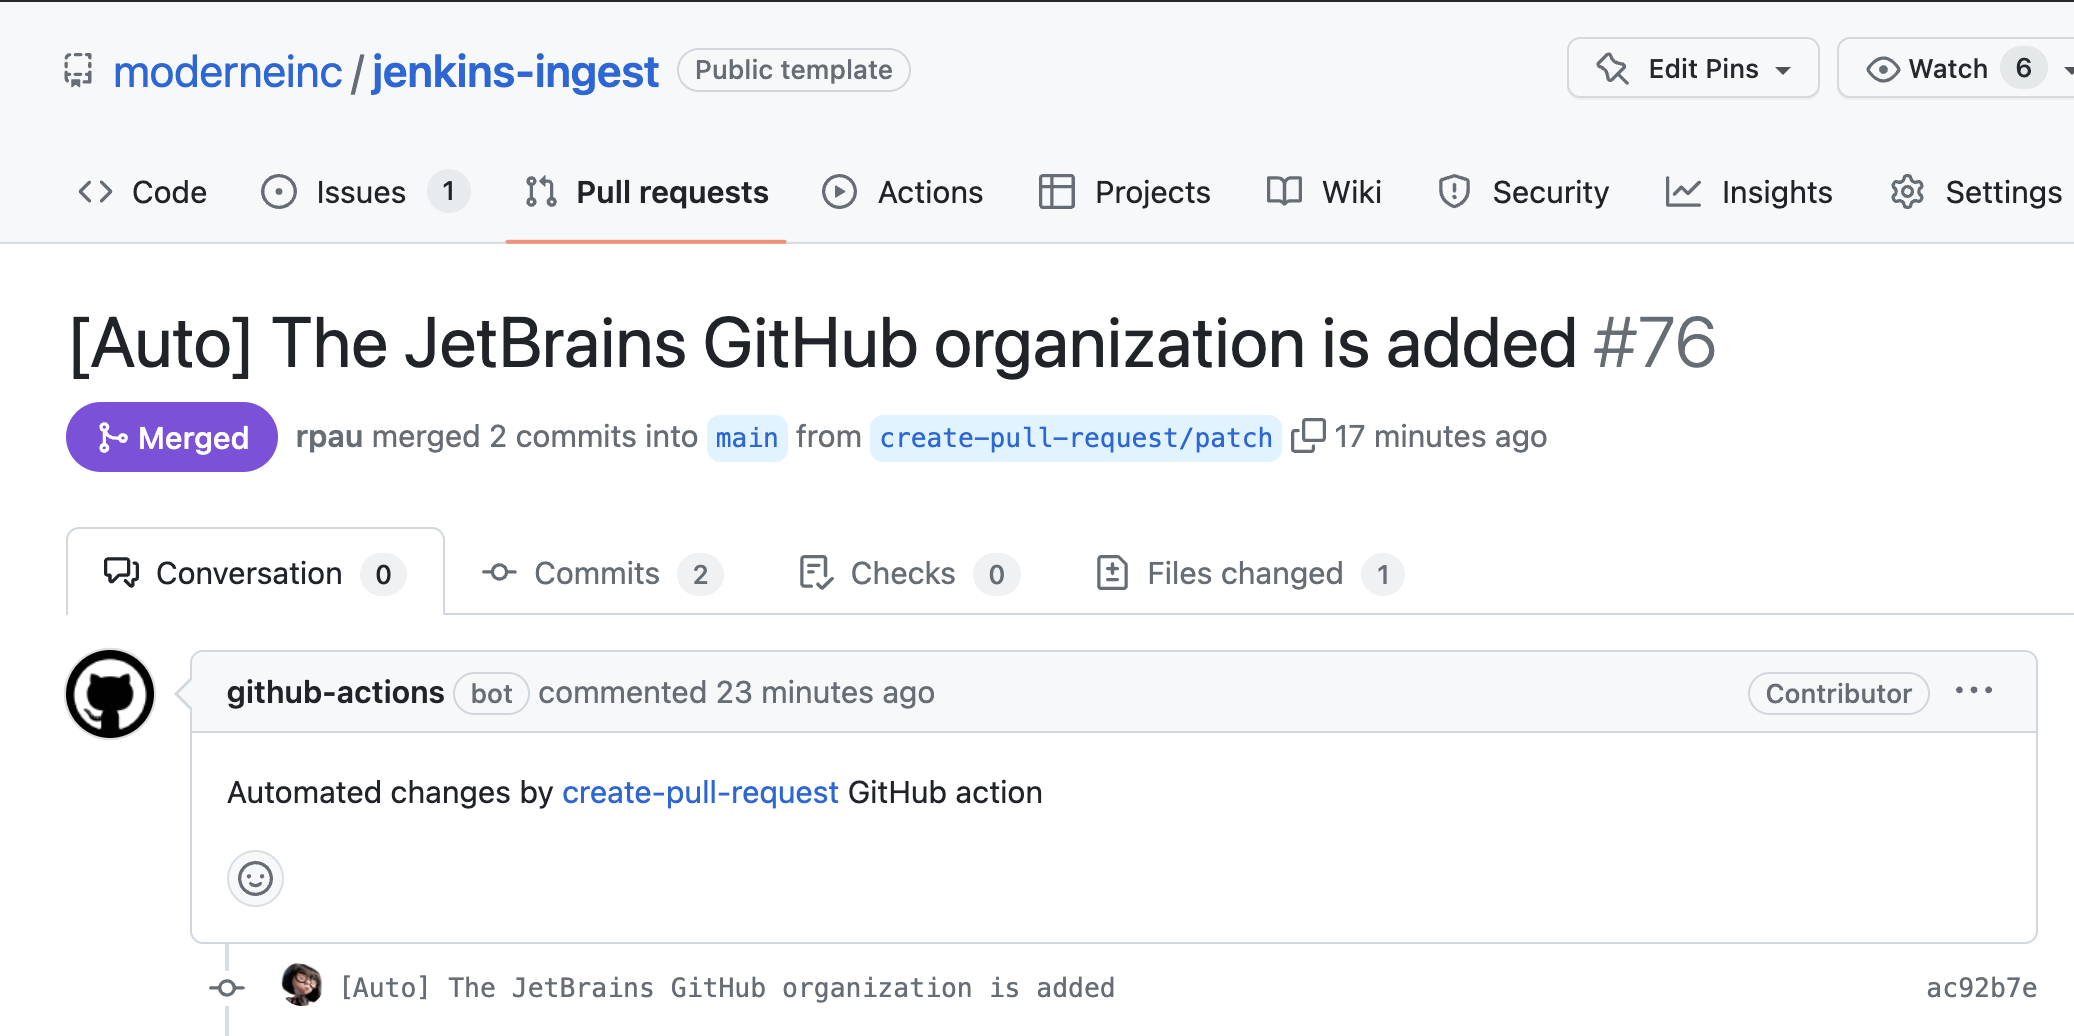 moderneinc / jenkins-ingest Public template Edit Pins Watch 6
Code Issues 1 Pull requests Actions Projects Wiki Security Insights Settings
[Auto] The JetBrains GitHub organization is added #76
Merged rpau merged 2 commits into main from create-pull-request/patch 17 minutes ago
Conversation 0 Commits 2 Checks 0 Files changed 1
github-actions bot commented 23 minutes ago Contributor ...
Automated changes by create-pull-request GitHub action
[Auto] The JetBrains GitHub organization is added ac92b7e